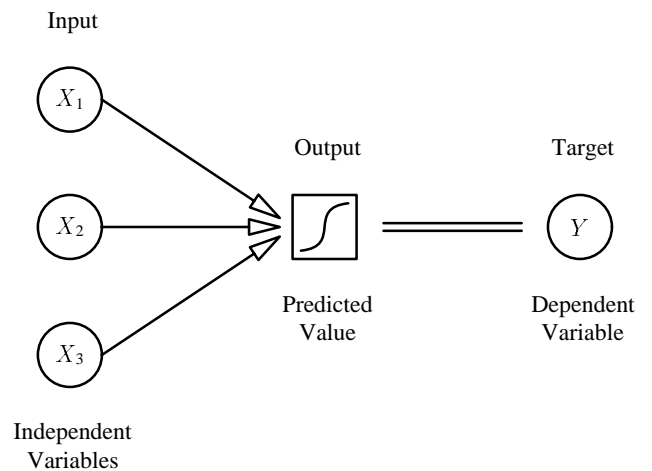 Input
X1
Output
Target
X2
Y
Predicted
Value
Dependent
Variable
X3
Independent
Variables